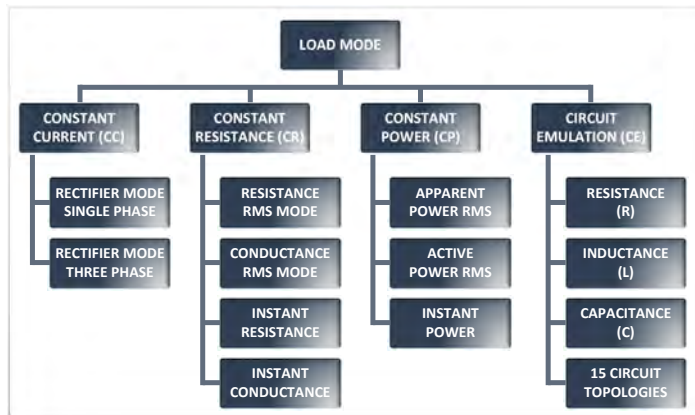 LOAD MODE
CONSTANT
CURRENT (CC)
RECTIFIER MODE
SINGLE PHASE
RECTIFIER MODE
THREE PHASE
CONSTANT
RESISTANCE (CR)
RESISTANCE
RMS MODE
CONDUCTANCE
RMS MODE
INSTANT
RESISTANCE
INSTANT
CONDUCTANCE
CONSTANT
POWER (CP)
APPARENT
POWER RMS
ACTIVE
POWER RMS
INSTANT
POWER
CIRCUIT
EMULATION (CE)
RESISTANCE
(R)
INDUCTANCE
(L)
CAPACITANCE
(C)
15 CIRCUIT
TOPOLOGIES